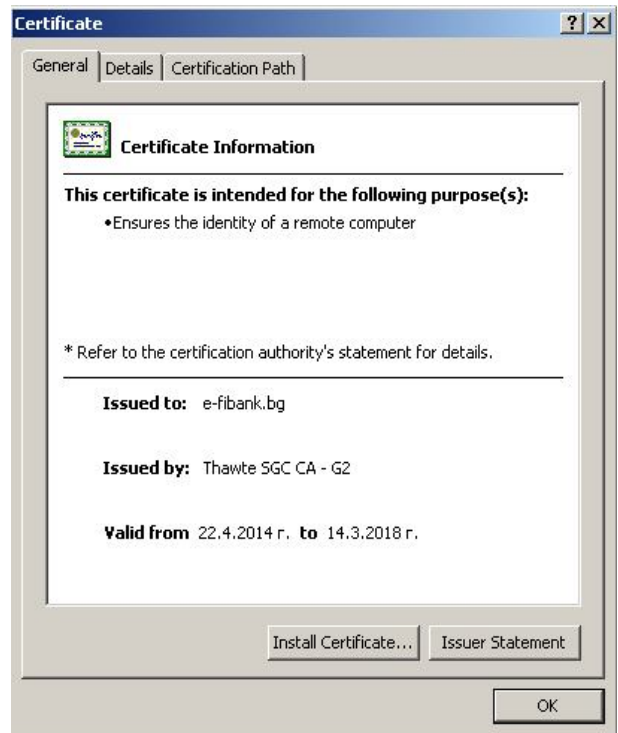 Certificate
General Details Certification Path
Certificate Information
This certificate is intended for the following purpose(s):
•Ensures the identity of a remote computer
* Refer to the certification authority's statement for details.
Issued to: e-fibank.bg
Issued by: Thawte SGC CA - G2
Valid from 22.4.2014 г. to 14.3.2018 г.
Install Certificate... Issuer Statement
OK